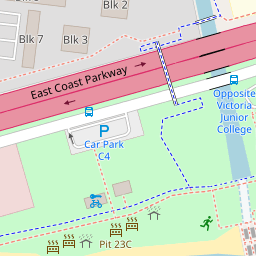 Blk 2
Blk 7
Blk 3
East Coast Parkway
Opposite
Victoria
Junior
College
P
Car Park
C4
Pit 23C